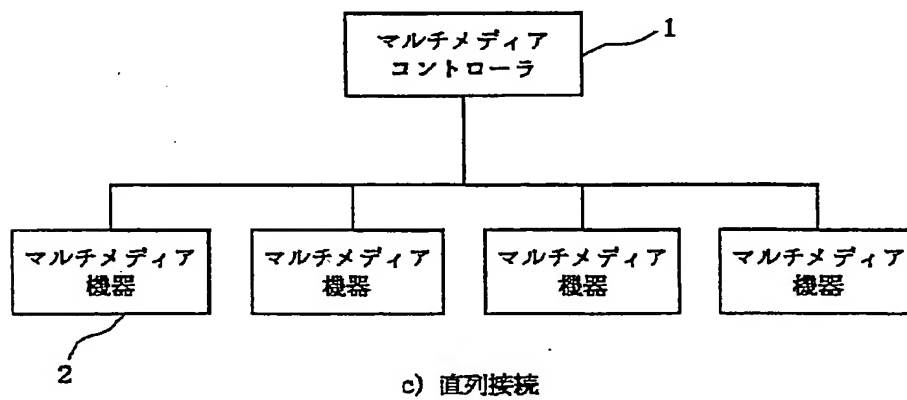 マルチメディア
コントローラ
1
マルチメディア
機器
マルチメディア
機器
マルチメディア
機器
マルチメディア
機器
2
c) 直列接続